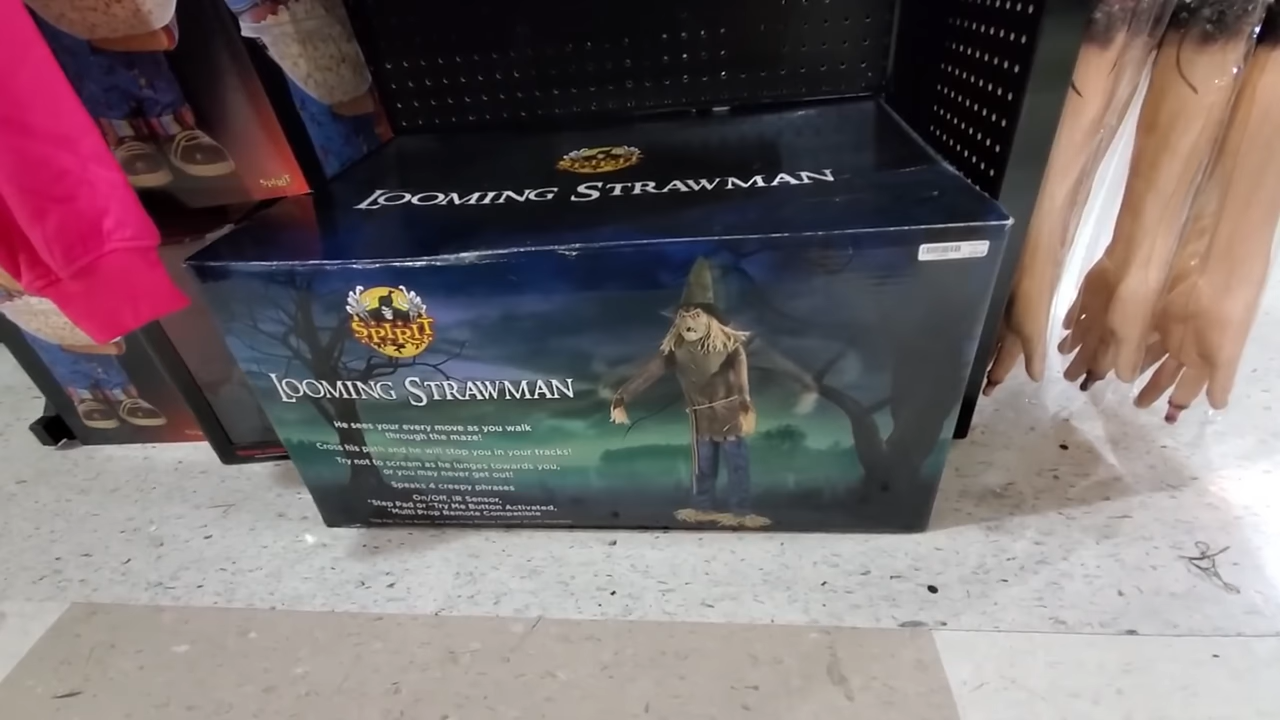 SPIRIT
LOOMING STRAWMAN
SPIRIT
LOOMING STRAWMAN
He sees your every move as you walk
through the maze!
Cross his path and he will stop you in your tracks!
Try not to scream as he lunges towards you,
or you may never get out!
Speaks 4 creepy phrases
On/Off, IR Sensor,
*Step Pad or *Try Me Button Activated,
*Multi Prop Remote Compatible
SPIRIT